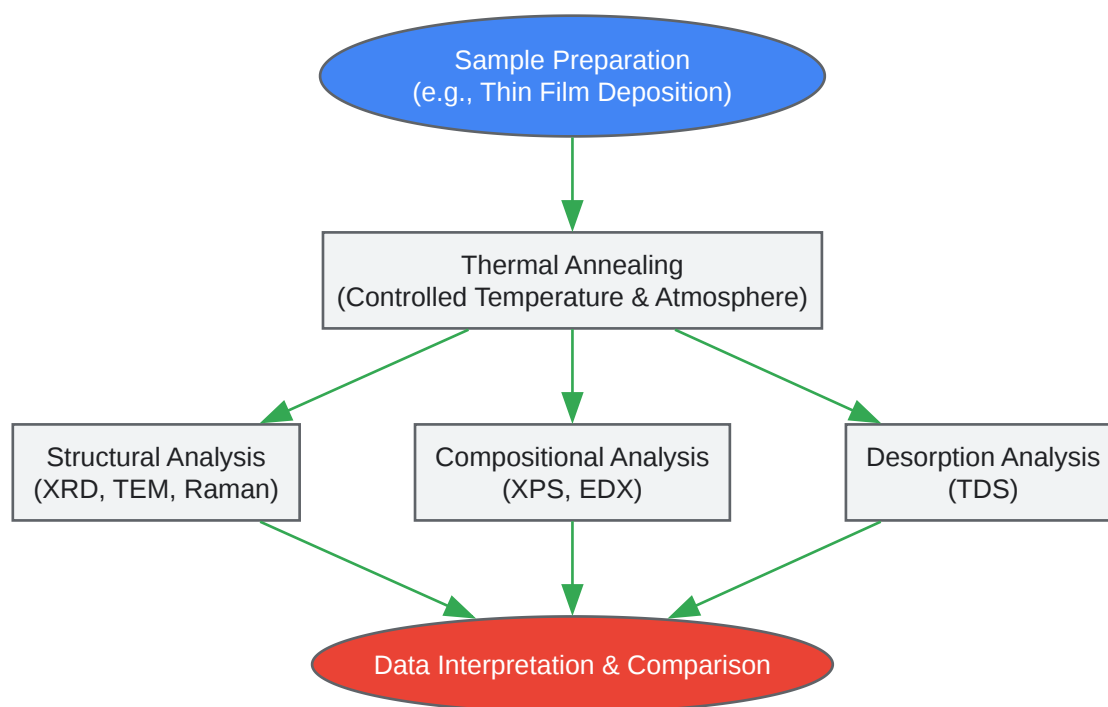 Sample Preparation
(e.g., Thin Film Deposition)
Thermal Annealing
(Controlled Temperature & Atmosphere)
Structural Analysis
(XRD, TEM, Raman)
Compositional Analysis
(XPS, EDX)
Desorption Analysis
(TDS)
Data Interpretation & Comparison